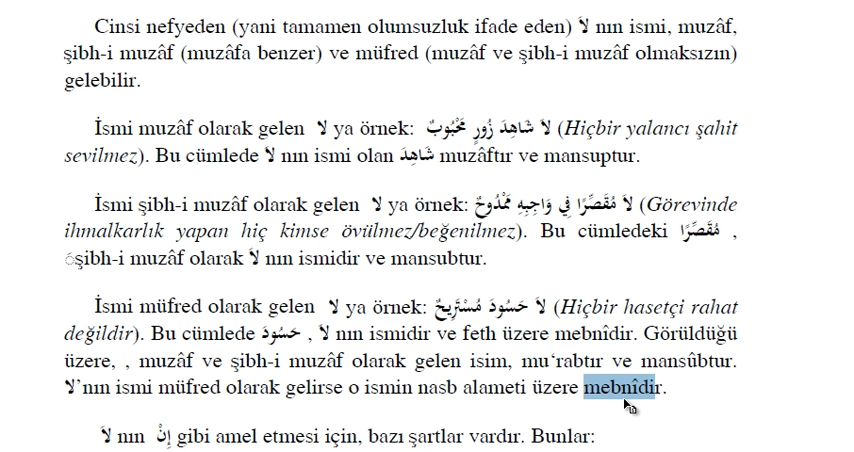 Cinsi nefyeden (yani tamamen olumsuzluk ifade eden) لاَ nın ismi, muzâf,
şibh-i muzâf (muzâfa benzer) ve müfred (muzâf ve şibh-i muzâf olmaksızın)
gelebilir.
İsmi muzâf olarak gelen لا ya örnek: لاَ شَاهِدَ زُورٍ مَحْبُوبٌ (Hiçbir yalancı şahit
sevilmez). Bu cümlede لاَ nın ismi olan شَاهِدَ muzâftır ve mansuptur.
İsmi şibh-i muzâf olarak gelen لا ya örnek: لاَ مُقَصِّرًا فِي وَاجِبِهِ مَمْدُوحٌ (Görevinde
ihmalkarlık yapan hiç kimse övülmez/beğenilmez). Bu cümledeki مُقَصِّرًا ,
şibh-i muzâf olarak لاَ nın ismidir ve mansubtur.
İsmi müfred olarak gelen لا ya örnek: لاَ حَسُودَ مُسْتَرِيحٌ (Hiçbir hasetçi rahat
değildir). Bu cümlede حَسُودَ , لاَ nın ismidir ve feth üzere mebnîdir. Görüldüğü
üzere, , muzâf ve şibh-i muzâf olarak gelen isim, mu‘rabtır ve mansûbtur.
لا’nın ismi müfred olarak gelirse o ismin nasb alameti üzere mebnîdir.
لاَ nın إِنْ gibi amel etmesi için, bazı şartlar vardır. Bunlar: